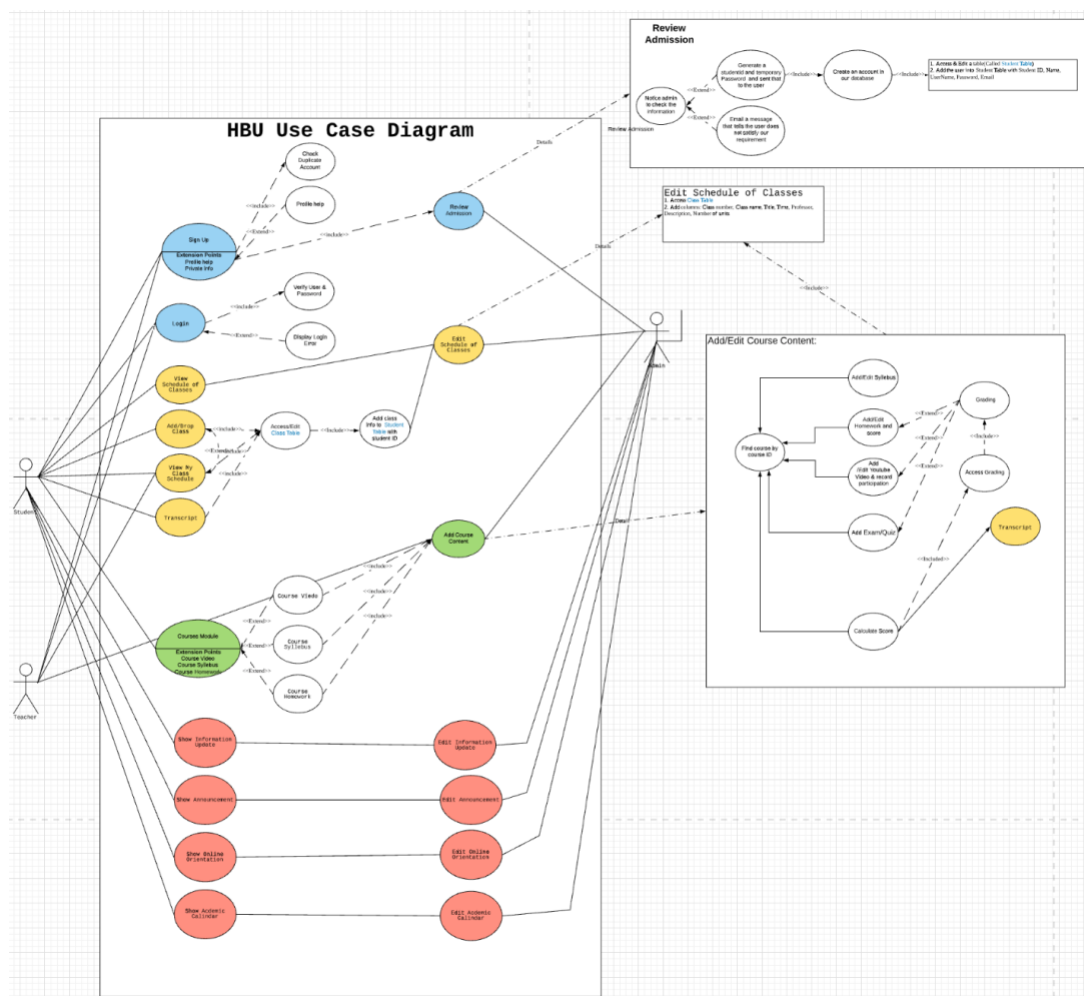 Review
Admission
Generate a
studentid and temporary
Password and sent that
to the user
<<Include>>
Create an account in
our database
<<Include>>
1. Access & Edit a table(Called Student Table)
2. Add the user into Student Table with Student ID, Name,
UserName, Password, Email
<<Extend>>
Notice admin
to check the
information
<<Extend>>
Review Admission
Email a message
that tells the user does
not satisfy our
requirement
HBU Use Case Diagram
Details
Check
Duplicate
Account
<<Include>>
Profile help
<<Extend>>
<<Include>>
Sign Up
Extension Points
Profile help
Private Info
Review
Admission
Edit Schedule of Classes
1. Access Class Table
2. Add columns: Class number, Class name, Title, Time, Professor,
Description, Number of units
Details
<<Include>>
Verify User &
Password
<<Include>>
Login
<<Extend>>
Display Login
Error
Edit
Schedule of
Classes
Admin
View
Schedule of
Classes
Add/Drop
Class
<<Include>>
<<Extend>>
<<Include>>
Access/Edit
Class Table
<<Include>>
Add class
info to Student
Table with
student ID
View My
Class
Schedule
Transcript
Student
Add/Edit Course Content:
Add/Edit Syllebus
Grading
<<Extend>>
Add/Edit
Homework and
score
<<Extend>>
<<Include>>
Find course by
course ID
Add
/Edit Youtube
Video & record
participation
<<Extend>>
Access Grading
Add Exam/Quiz
Transcript
<<Included>>
Calculate Score
Add Course
Content
Detail
<<Include>>
<<Include>>
<<Include>>
Course Viedo
<<Extend>>
Courses Module
Extension Points
Course Video
Course Syllebus
Course Homework
<<Extend>>
Course
Syllebus
<<Extend>>
Course
Homework
Teacher
Show Information
Update
Edit Information
Update
Show Announcement
Edit Announcement
Show Online
Orientation
Edit Online
Orientation
Show Academic
Calindar
Edit Academic
Calindar